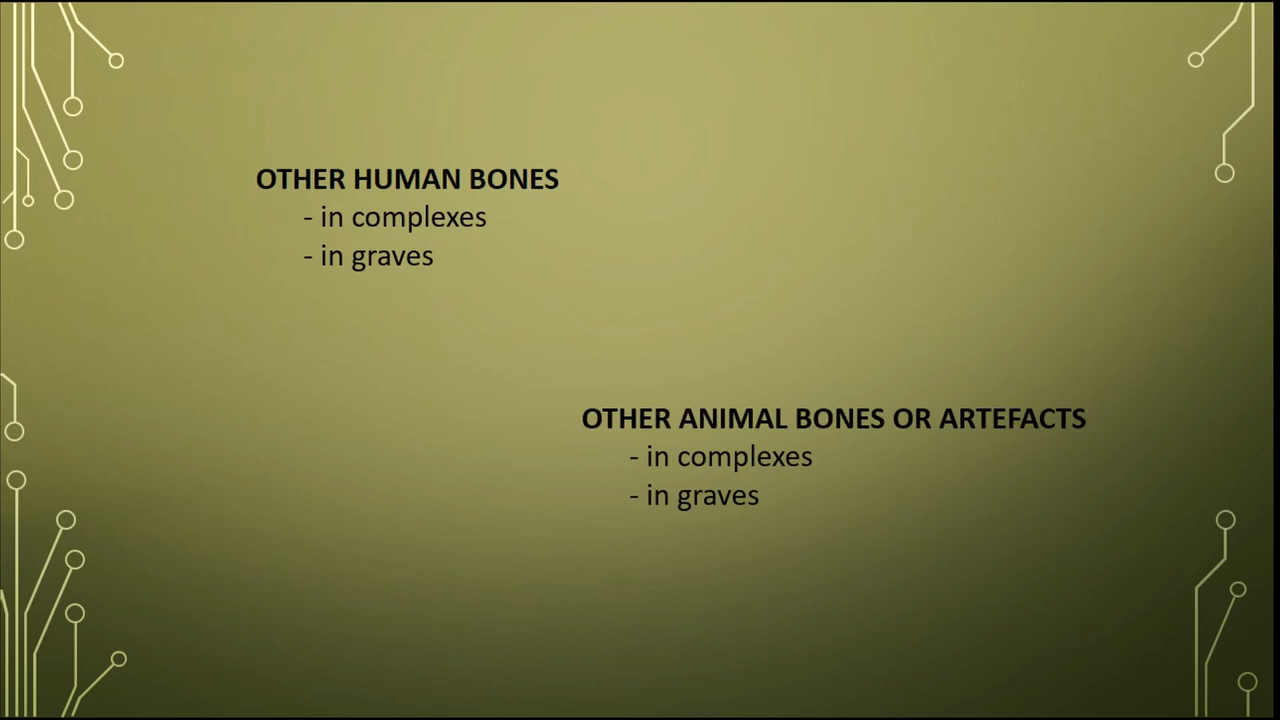 OTHER HUMAN BONES
- in complexes
- in graves
OTHER ANIMAL BONES OR ARTEFACTS
- in complexes
- in graves